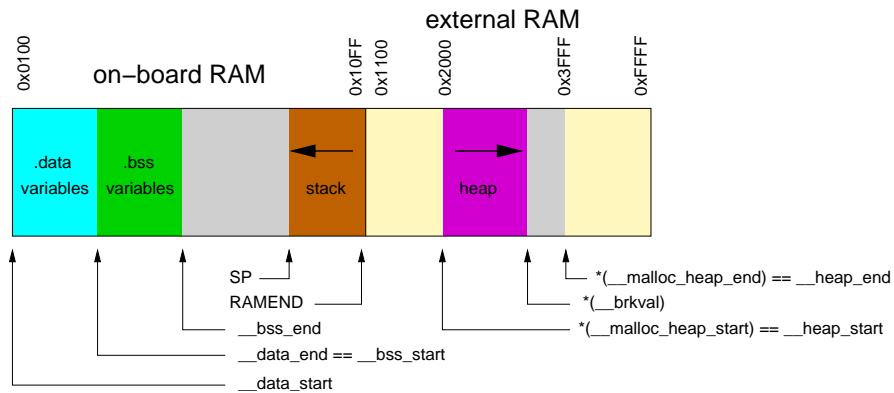 external RAM
on−board RAM
0x0100
0x10FF
0x1100
0x2000
0x3FFF
0xFFFF
.data
variables
.bss
variables
stack
heap
SP
RAMEND
__bss_end
__data_end == __bss_start
__data_start
*(__malloc_heap_end) == __heap_end
*(__brkval)
*(__malloc_heap_start) == __heap_start